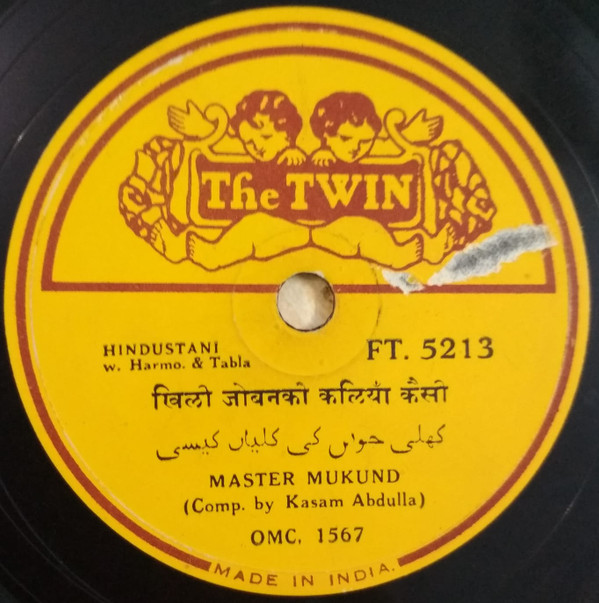 The TWIN
HINDUSTANI
w. Harmo. & Tabla
FT. 5213
खिली जोबनकी कलियाँ कैसी
کھلی جواں کی کلیاں کیسی
MASTER MUKUND
(Comp. by Kasam Abdulla)
OMC. 1567
MADE IN INDIA.